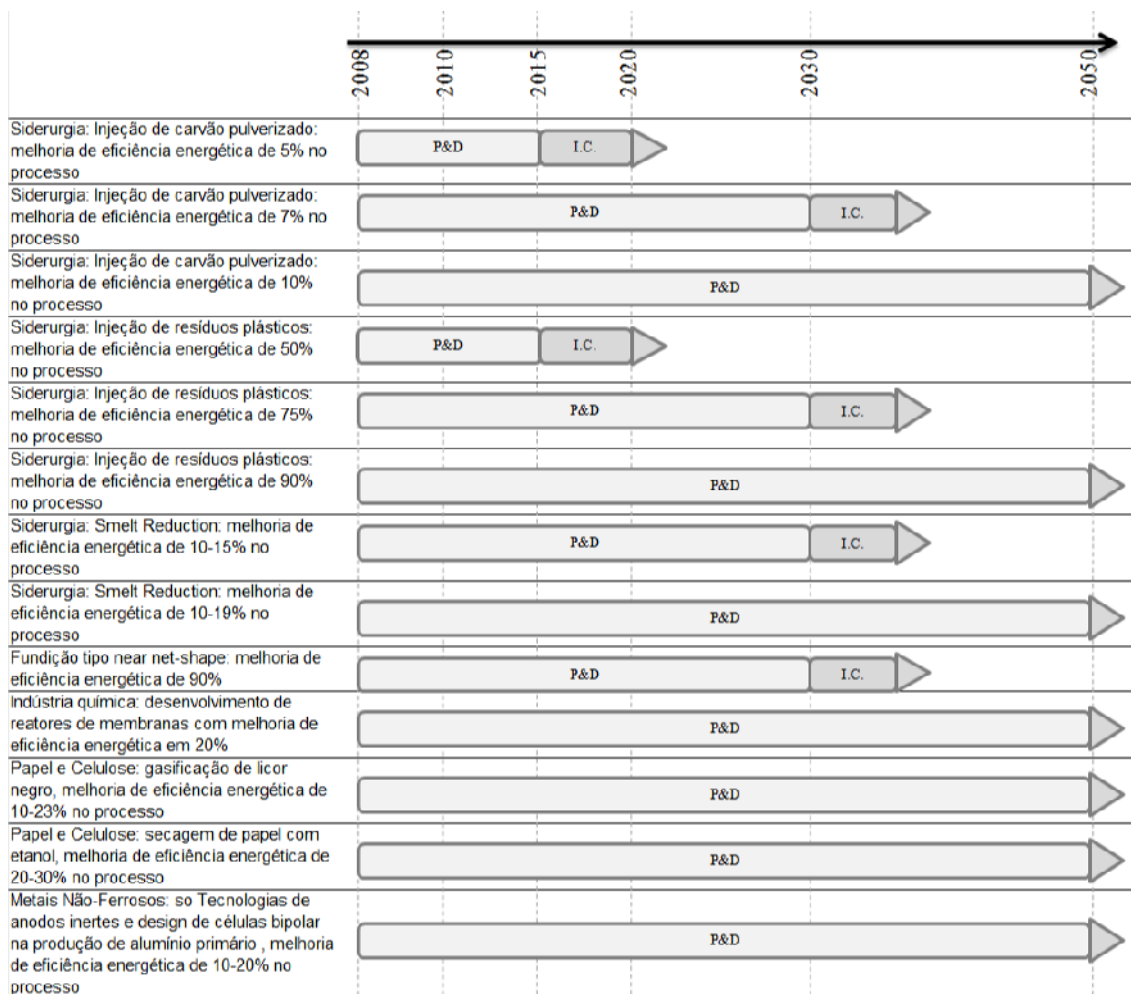 2008
2010
2015
2020
2030
2050
Siderurgia: Injeção de carvão pulverizado:
melhoria de eficiência energética de 5% no
processo
P&D
I.C.
Siderurgia: Injeção de carvão pulverizado:
melhoria de eficiência energética de 7% no
processo
P&D
I.C.
Siderurgia: Injeção de carvão pulverizado:
melhoria de eficiência energética de 10%
no processo
P&D
Siderurgia: Injeção de resíduos plásticos:
melhoria de eficiência energética de 50%
no processo
P&D
I.C.
Siderurgia: Injeção de resíduos plásticos:
melhoria de eficiência energética de 75%
no processo
P&D
I.C.
Siderurgia: Injeção de resíduos plásticos:
melhoria de eficiência energética de 90%
no processo
P&D
Siderurgia: Smelt Reduction: melhoria de
eficiência energética de 10-15% no
processo
P&D
I.C.
Siderurgia: Smelt Reduction: melhoria de
eficiência energética de 10-19% no
processo
P&D
Fundição tipo near net-shape: melhoria de
eficiência energética de 90%
P&D
I.C.
Indústria química: desenvolvimento de
reatores de membranas com melhoria de
eficiência energética em 20%
P&D
Papel e Celulose: gasificação de licor
negro, melhoria de eficiência energética de
10-23% no processo
P&D
Papel e Celulose: secagem de papel com
etanol, melhoria de eficiência energética de
20-30% no processo
P&D
Metais Não-Ferrosos: so Tecnologias de
anodos inertes e design de células bipolar
na produção de alumínio primário , melhoria
de eficiência energética de 10-20% no
processo
P&D